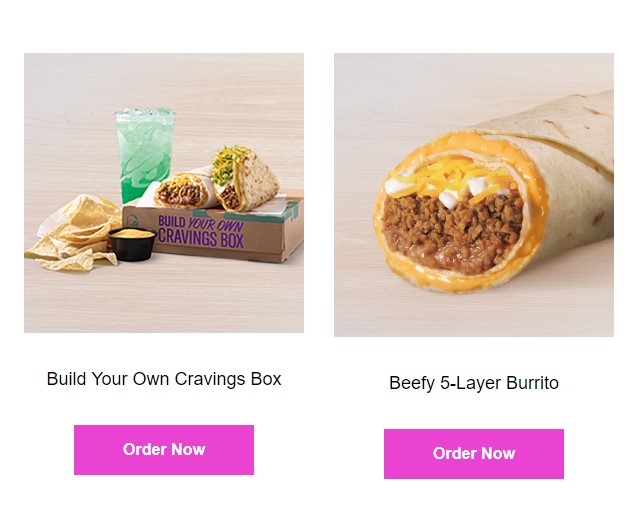 BUILD YOUR OWN
CRAVINGS BOX
Build Your Own Cravings Box
Beefy 5-Layer Burrito
Order Now
Order Now